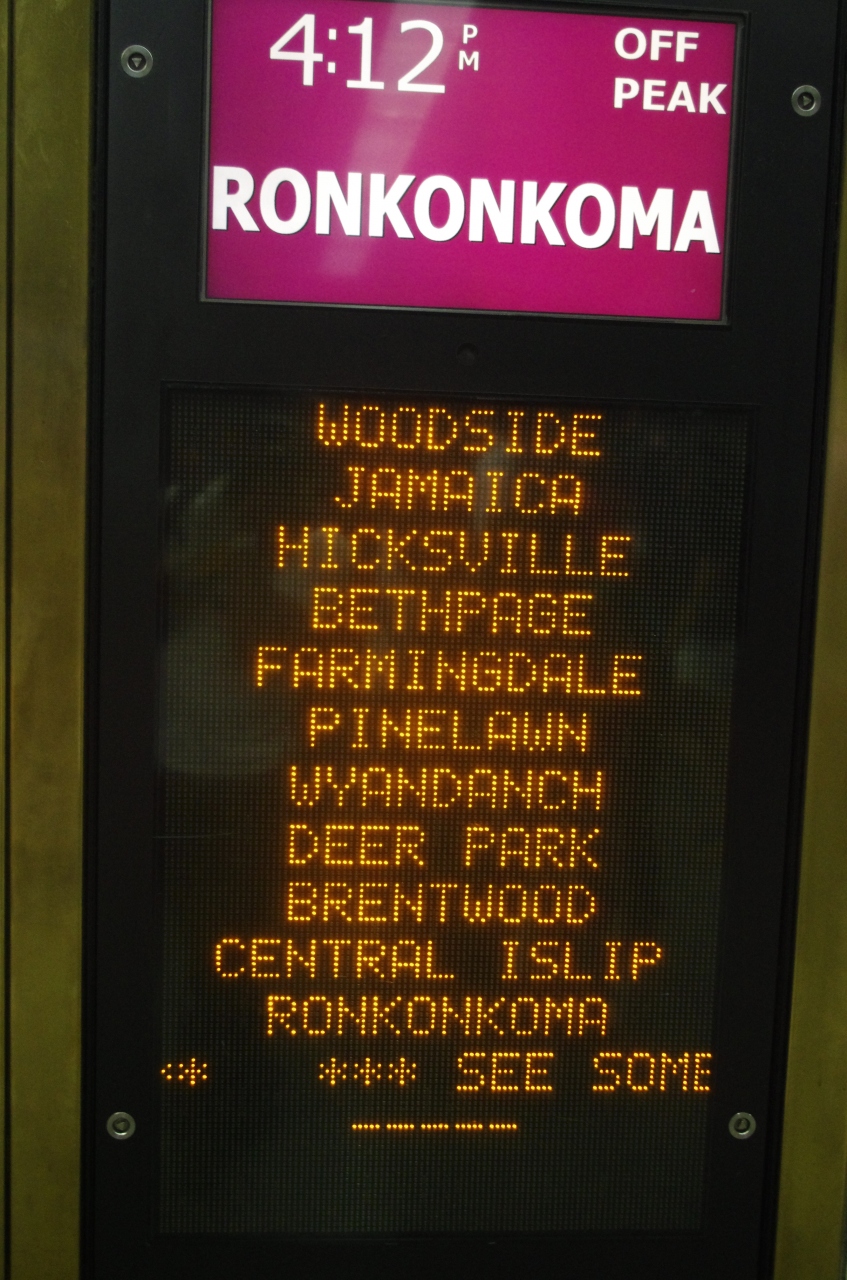 4:12 PM OFF PEAK
RONKONKOMA
WOODSIDE
JAMAICA
HICKSVILLE
BETHPAGE
FARMINGDALE
PINELAWN
WYANDANCH
DEER PARK
BRENTWOOD
CENTRAL ISLIP
RONKONKOMA
<* *** SEE SOME
-----